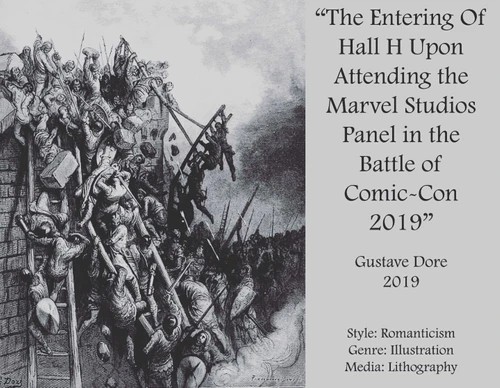 “The Entering Of
Hall H Upon
Attending the
Marvel Studios
Panel in the
Battle of
Comic-Con
2019”
Gustave Dore
2019
Style: Romanticism
Genre: Illustration
Media: Lithography